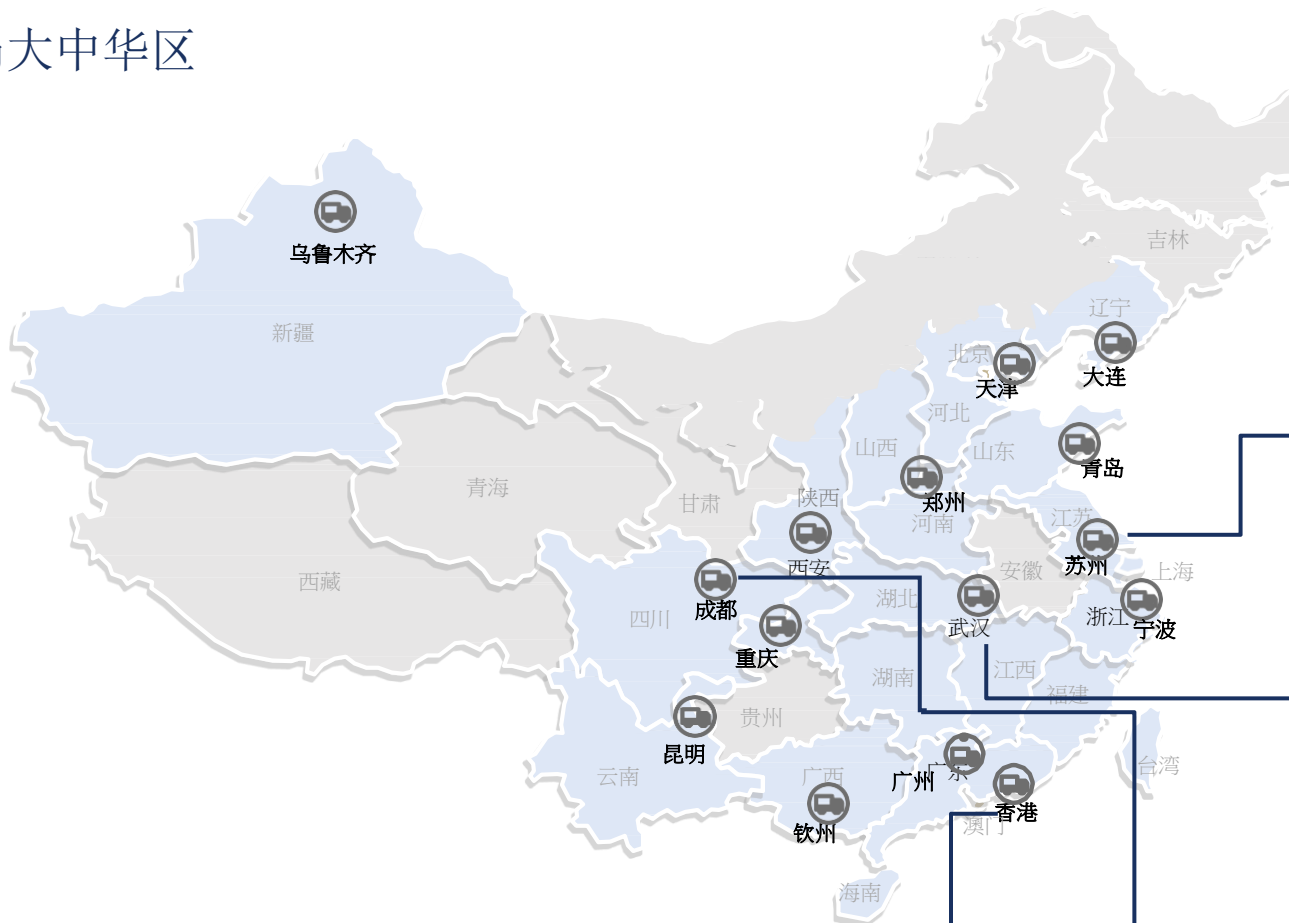 大中华区
吉林
乌鲁木齐
辽宁
新疆
北京
天津
大连
河北
山西
山东
青岛
青海
甘肃
陕西
郑州
河南
江苏
西藏
西安
安徽
苏州
上海
成都
四川
湖北
武汉
浙江
宁波
重庆
湖南
江西
福建
贵州
昆明
云南
广西
广州
广东
台湾
钦州
香港
澳门
海南